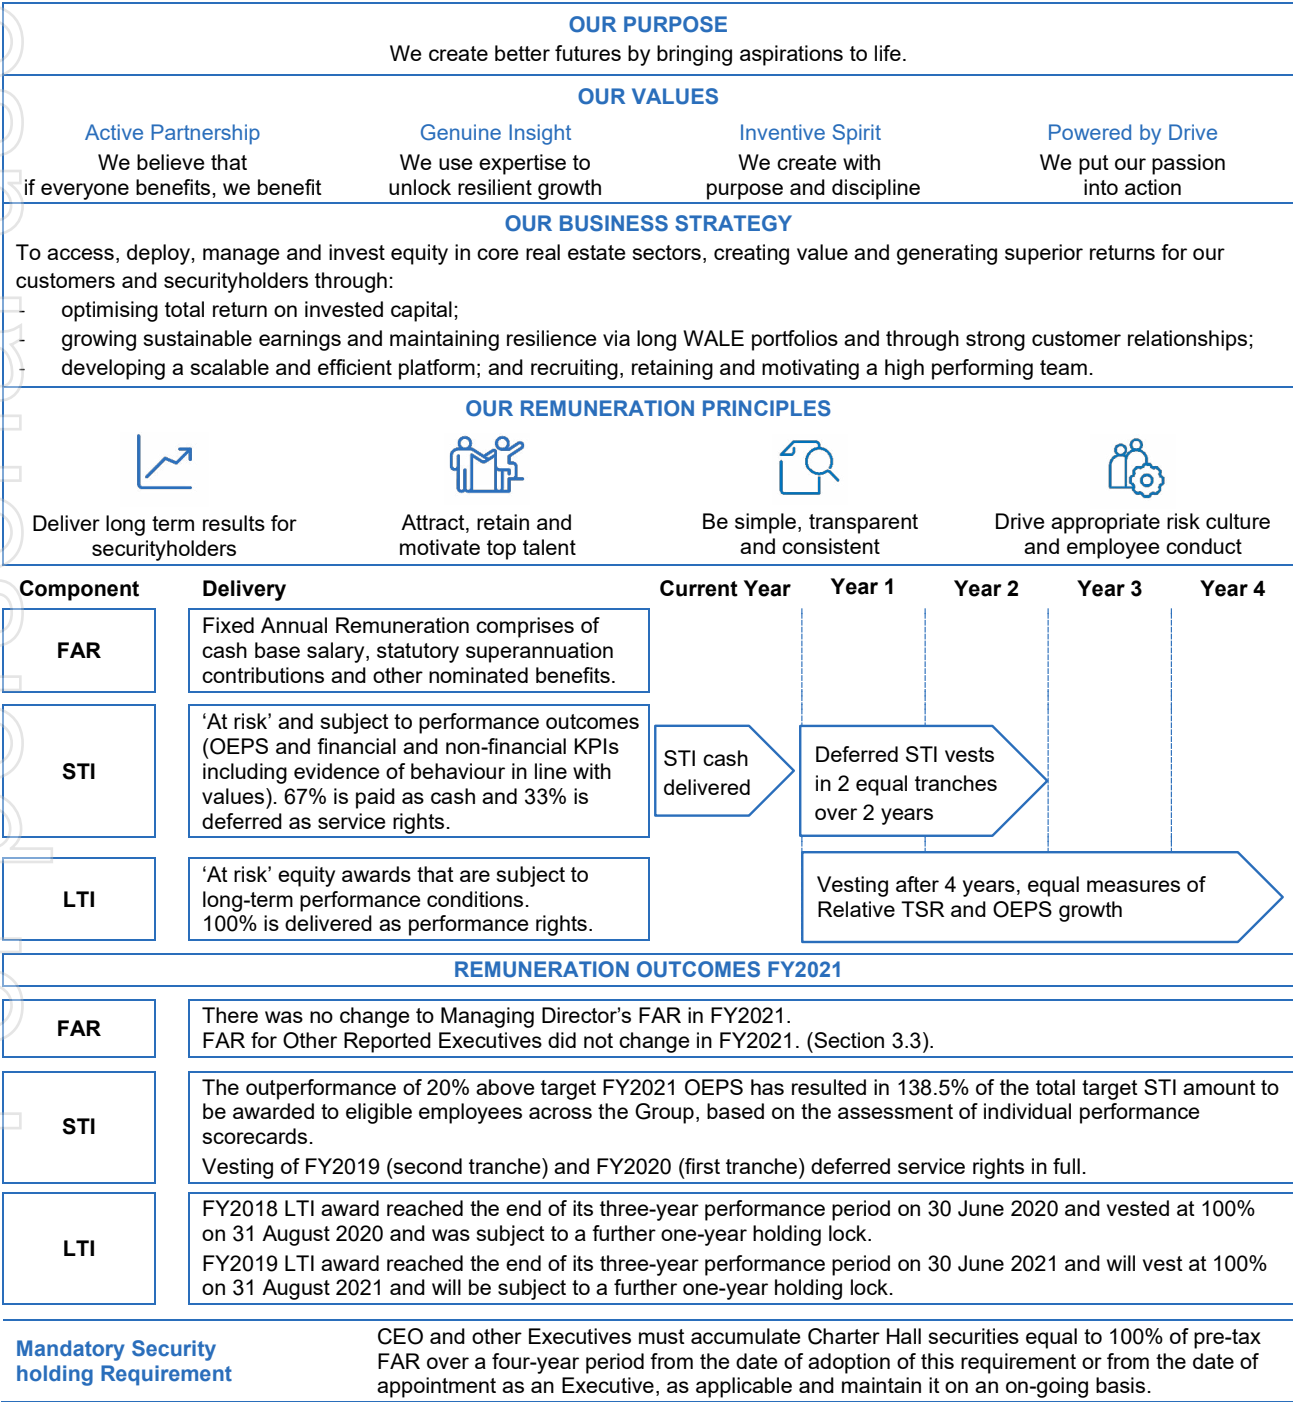 OUR PURPOSE
We create better futures by bringing aspirations to life.
OUR VALUES
Active Partnership
We believe that
if everyone benefits, we benefit
Genuine Insight
We use expertise to
unlock resilient growth
Inventive Spirit
We create with
purpose and discipline
Powered by Drive
We put our passion
into action
OUR BUSINESS STRATEGY
To access, deploy, manage and invest equity in core real estate sectors, creating value and generating superior returns for our
customers and securityholders through:
- optimising total return on invested capital;
- growing sustainable earnings and maintaining resilience via long WALE portfolios and through strong customer relationships;
- developing a scalable and efficient platform; and recruiting, retaining and motivating a high performing team.
OUR REMUNERATION PRINCIPLES
Deliver long term results for
securityholders
Attract, retain and
motivate top talent
Be simple, transparent
and consistent
Drive appropriate risk culture
and employee conduct
Component Delivery Current Year Year 1 Year 2 Year 3 Year 4
FAR
Fixed Annual Remuneration comprises of
cash base salary, statutory superannuation
contributions and other nominated benefits.
STI
‘At risk’ and subject to performance outcomes
(OEPS and financial and non-financial KPIs
including evidence of behaviour in line with
values). 67% is paid as cash and 33% is
deferred as service rights.
STI cash
delivered
Deferred STI vests
in 2 equal tranches
over 2 years
LTI
‘At risk’ equity awards that are subject to
long-term performance conditions.
100% is delivered as performance rights.
Vesting after 4 years, equal measures of
Relative TSR and OEPS growth
REMUNERATION OUTCOMES FY2021
FAR
There was no change to Managing Director’s FAR in FY2021.
FAR for Other Reported Executives did not change in FY2021. (Section 3.3).
STI
The outperformance of 20% above target FY2021 OEPS has resulted in 138.5% of the total target STI amount to
be awarded to eligible employees across the Group, based on the assessment of individual performance
scorecards.
Vesting of FY2019 (second tranche) and FY2020 (first tranche) deferred service rights in full.
LTI
FY2018 LTI award reached the end of its three-year performance period on 30 June 2020 and vested at 100%
on 31 August 2020 and was subject to a further one-year holding lock.
FY2019 LTI award reached the end of its three-year performance period on 30 June 2021 and will vest at 100%
on 31 August 2021 and will be subject to a further one-year holding lock.
Mandatory Security
holding Requirement
CEO and other Executives must accumulate Charter Hall securities equal to 100% of pre-tax
FAR over a four-year period from the date of adoption of this requirement or from the date of
appointment as an Executive, as applicable and maintain it on an on-going basis.